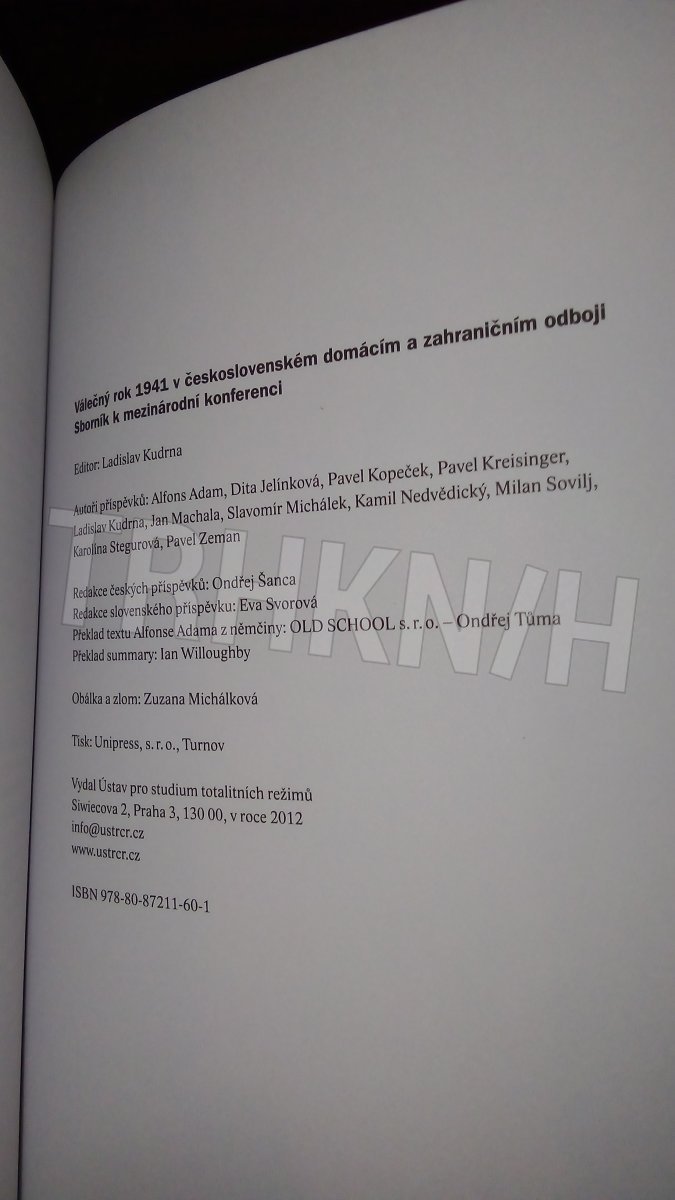 Válečný rok 1941 v československém domácím a zahraničním odboji
Sborník k mezinárodní konferenci
Editor: Ladislav Kudrna
Autoři příspěvků: Alfons Adam, Dita Jelínková, Pavel Kopeček, Pavel Kreisinger,
Ladislav Kudrna, Jan Machala, Slavomír Michálek, Kamil Nedvědický, Milan Sovilj,
Karolína Stegurová, Pavel Zeman
TRHKNIH
Redakce českých příspěvků: Ondřej Šanca
Redakce slovenského příspěvku: Eva Svorová
Překlad textu Alfonse Adama z němčiny: OLD SCHOOL s. r. o. – Ondřej Tůma
Překlad summary: Ian Willoughby
Obálka a zlom: Zuzana Michálková
Tisk: Unipress, s. r. o., Turnov
Vydal Ústav pro studium totalitních režimů
Siwiecova 2, Praha 3, 130 00, v roce 2012
info@ustrcr.cz
www.ustrcr.cz
ISBN 978-80-87211-60-1